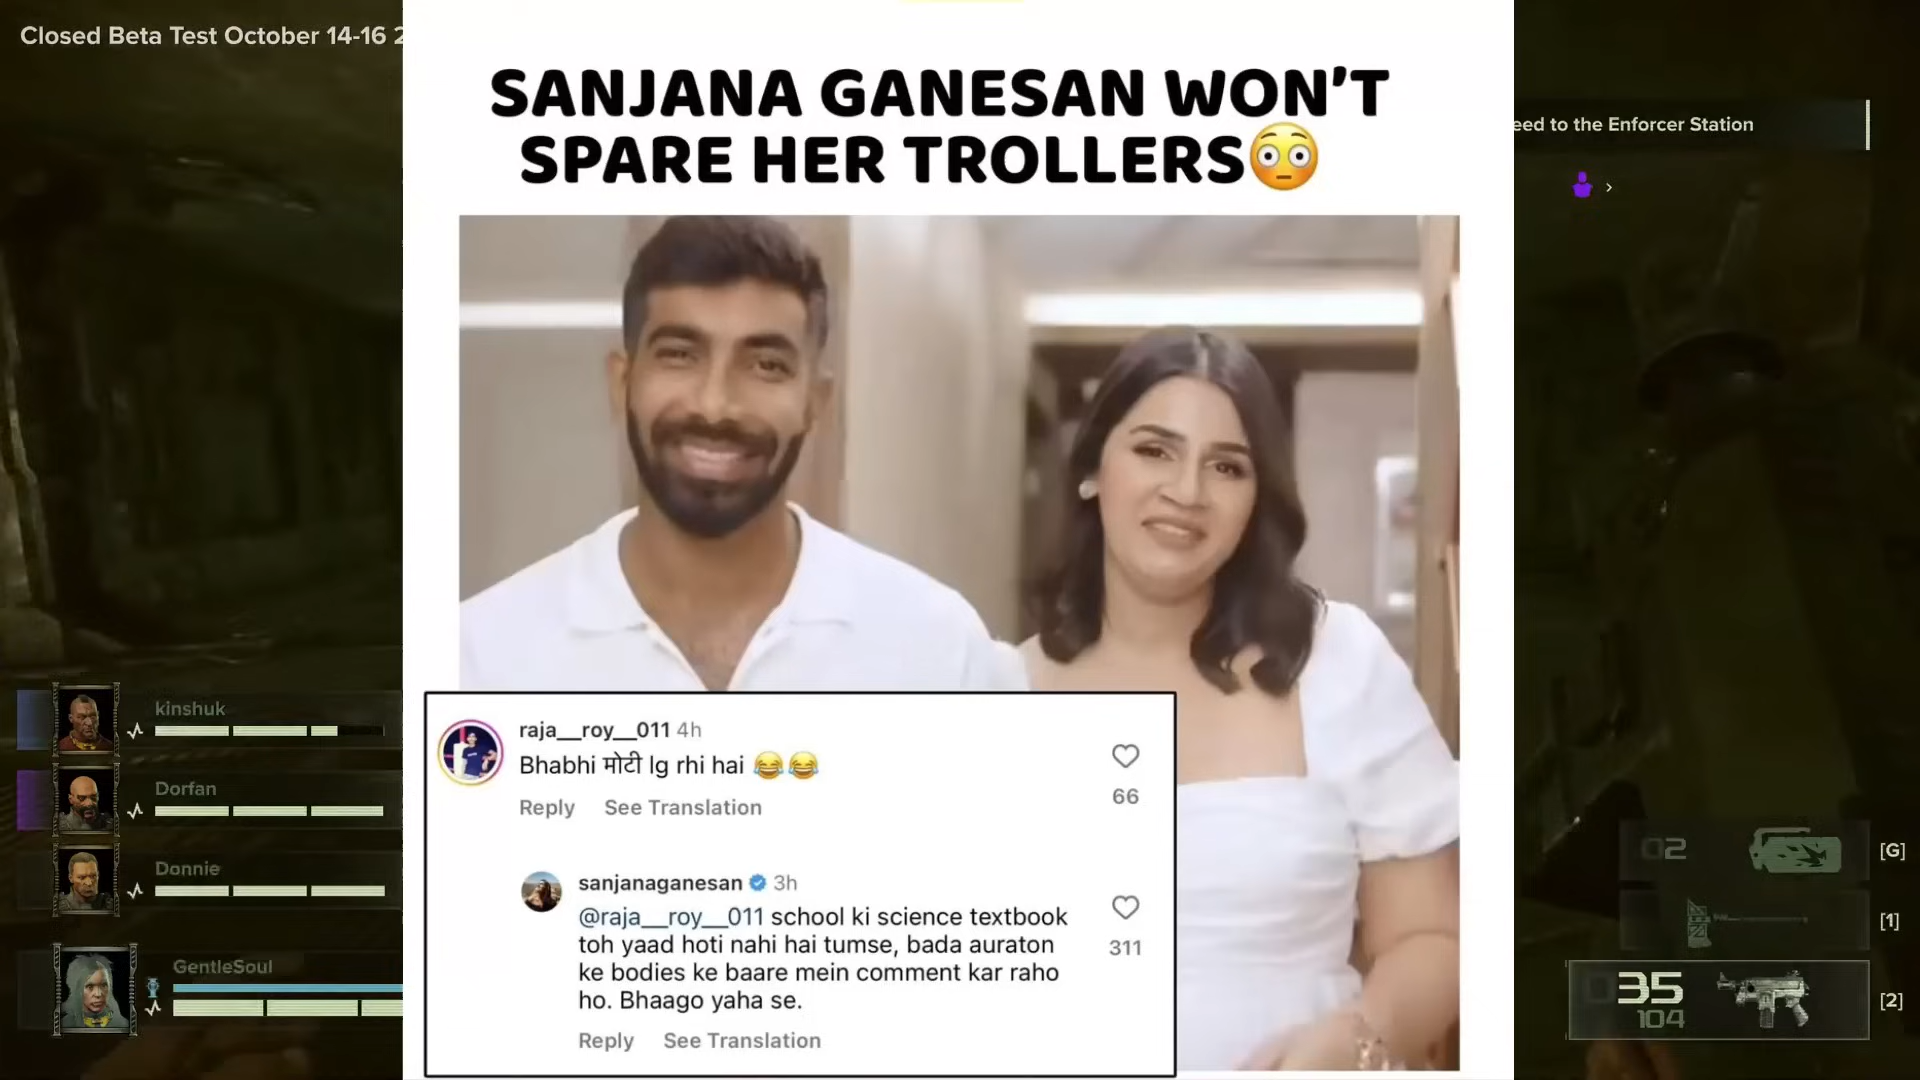 Closed Beta Test October 14-16 2
SANJANA GANESAN WON'T
SPARE HER TROLLERS😳
eed to the Enforcer Station
raja__roy__011 4h
Bhabhi मोटी lg rhi hai 😂😂
66
Reply See Translation
sanjanaganesan 3h
@raja__roy__011 school ki science textbook
toh yaad hoti nahi hai tumse, bada auraton
ke bodies ke baare mein comment kar raho
ho. Bhaago yaha se.
311
Reply See Translation
kinshuk
Dorfan
Donnie
GentleSoul
02 [G]
[1]
35
104
[2]